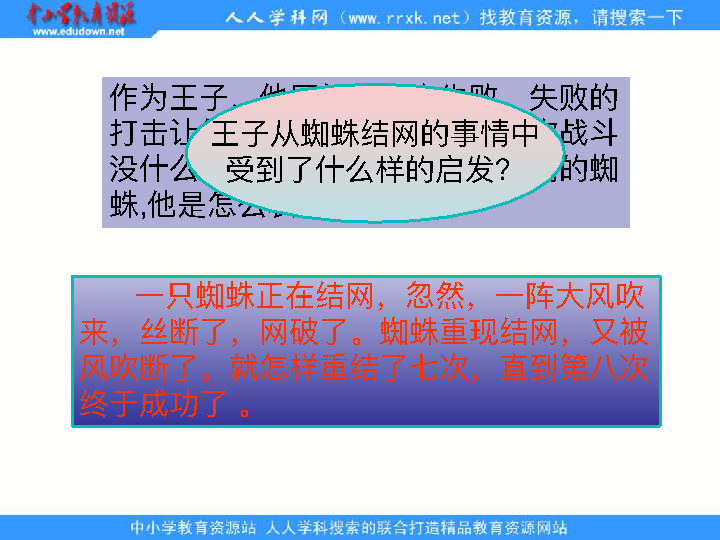 中小学教育资源
www.edudown.net
人人学科网（www.rrxk.net）找教育资源，请搜索一下
作为王子，他 失败 失败的
打击让 战斗
没什么 的蜘
蛛,他是怎么
王子从蜘蛛结网的事情中
受到了什么样的启发?
一只蜘蛛正在结网，忽然，一阵大风吹
来，丝断了，网破了。蜘蛛重现结网，又被
风吹断了。就怎样重结了七次，直到第八次
终于成功了 。
中小学教育资源站 人人学科搜索的联合打造精品教育资源网站